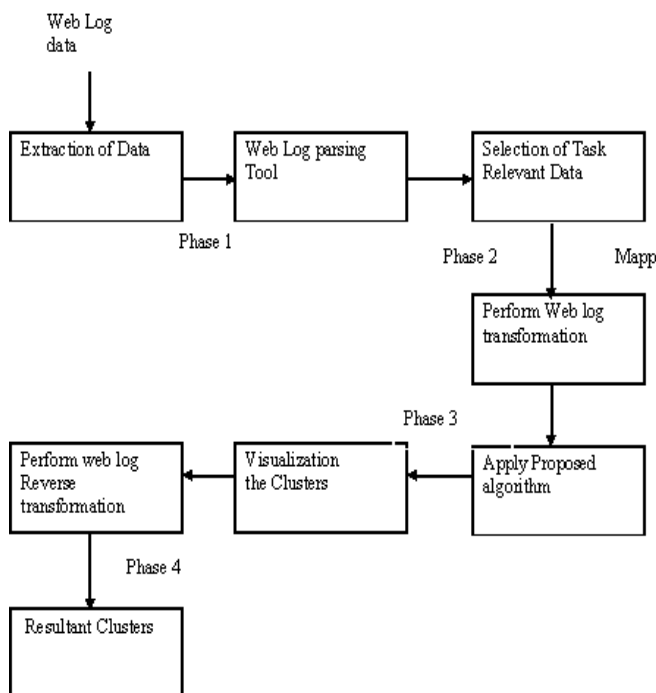 Web Log
data
Extraction of Data
Web Log parsing
Tool
Selection of Task
Relevant Data
Phase 1
Phase 2
Mapp
Perform Web log
transformation
Phase 3
Perform web log
Reverse
transformation
Visualization
the Clusters
Apply Proposed
algorithm
Phase 4
Resultant Clusters